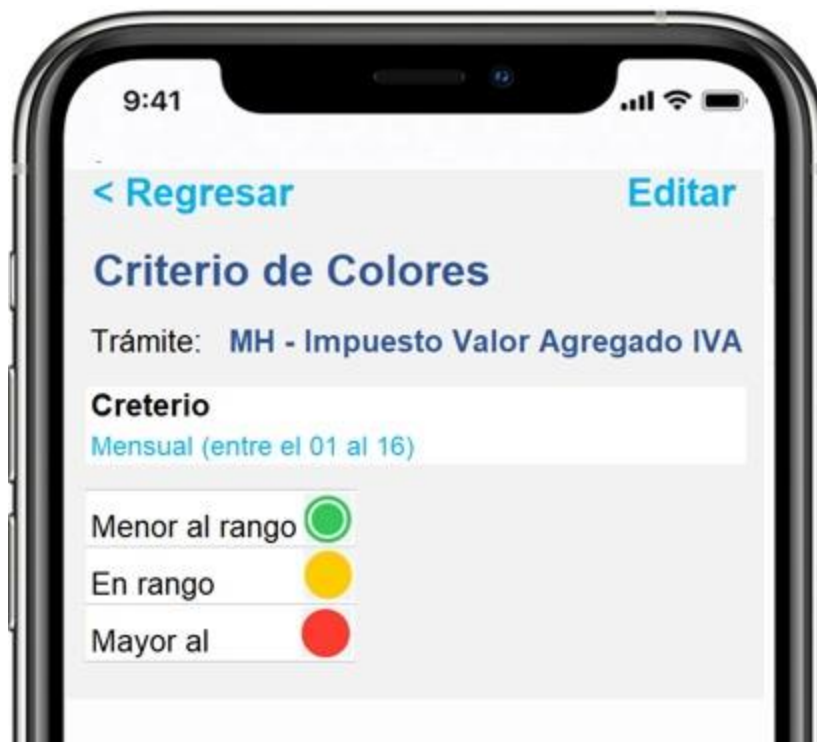 9:41
< Regresar
Editar
Criterio de Colores
Trámite: MH - Impuesto Valor Agregado IVA
Creterio
Mensual (entre el 01 al 16)
Menor al rango
En rango
Mayor al